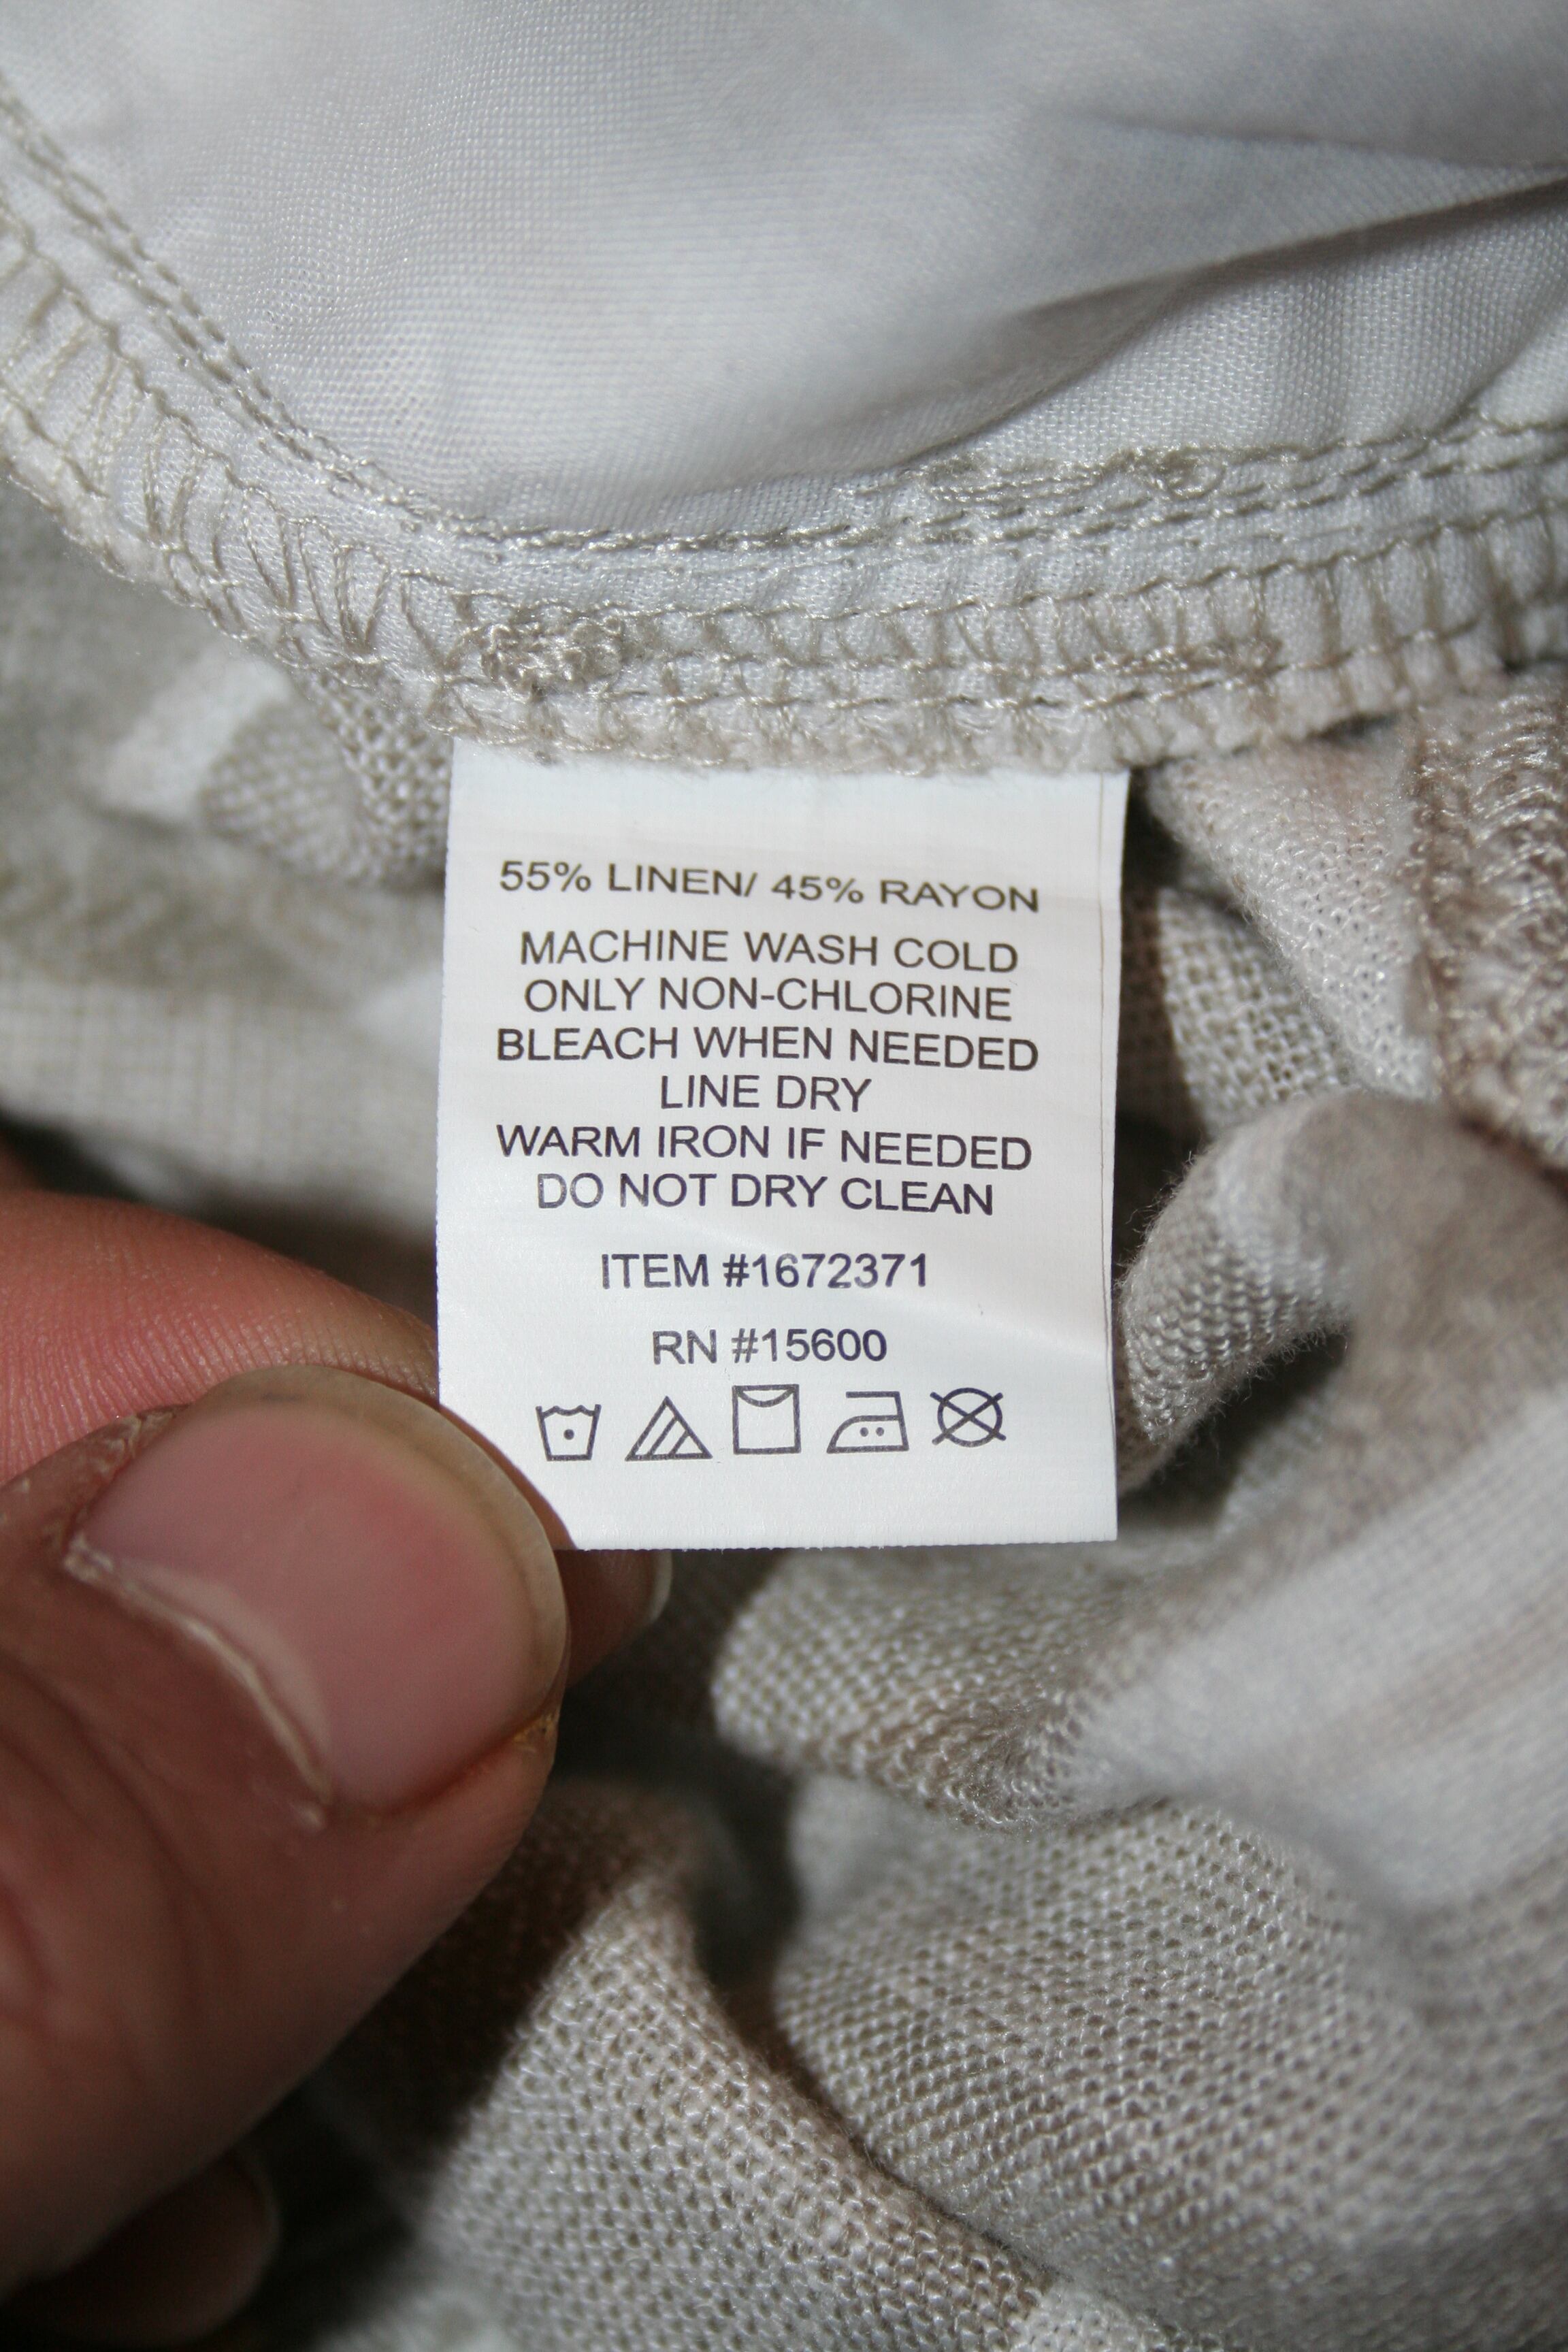 55% LINEN/ 45% RAYON
MACHINE WASH COLD
ONLY NON-CHLORINE
BLEACH WHEN NEEDED
LINE DRY
WARM IRON IF NEEDED
DO NOT DRY CLEAN
ITEM #1672371
RN #15600